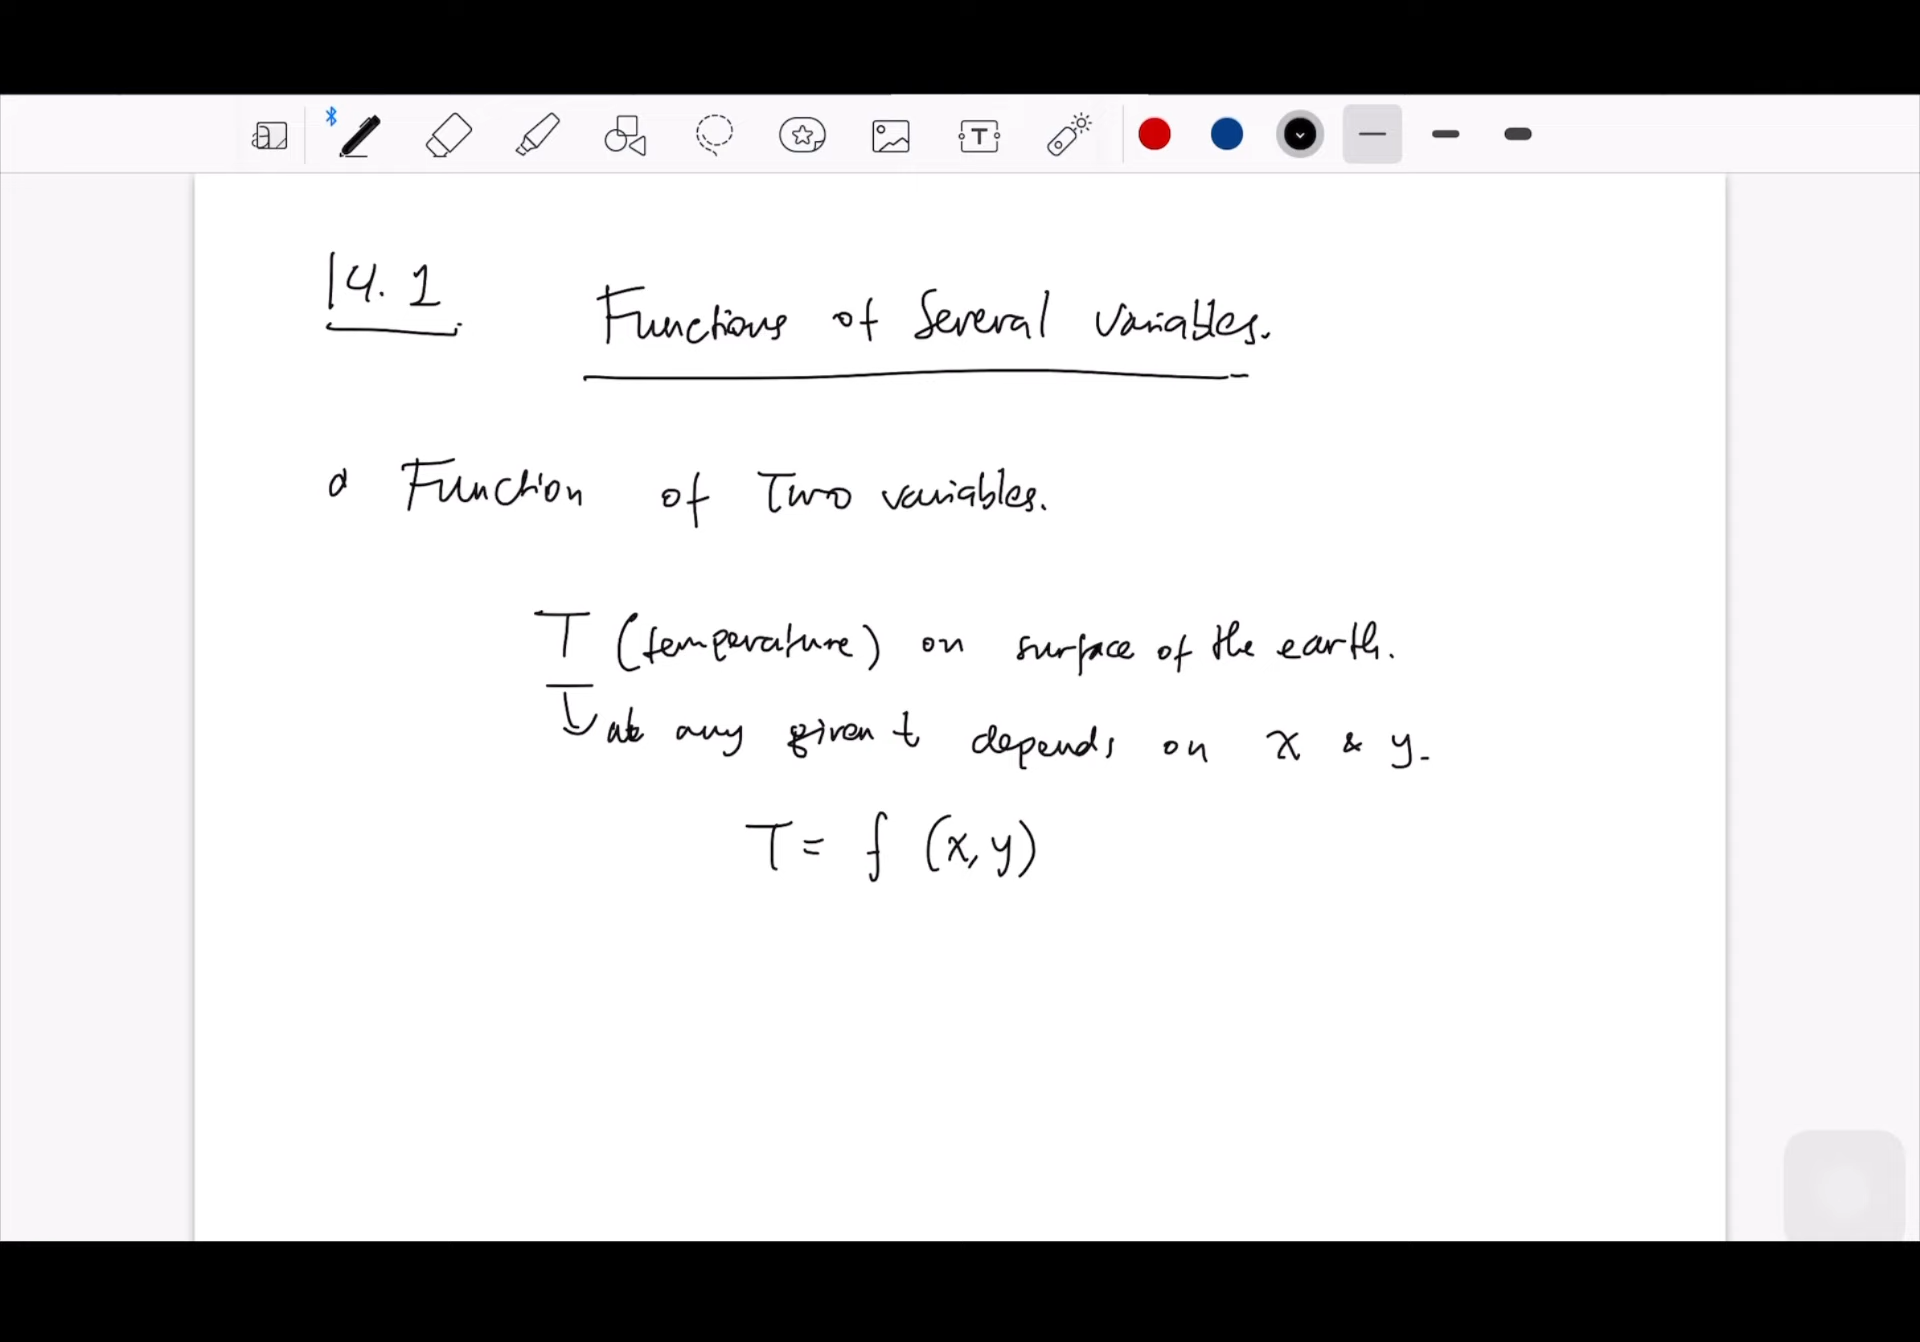 14.1 Functions of Several Variables.
Function of Two variables.
T (temperature) on surface of the earth.
at any given t depends on x & y.
T = f (x, y)